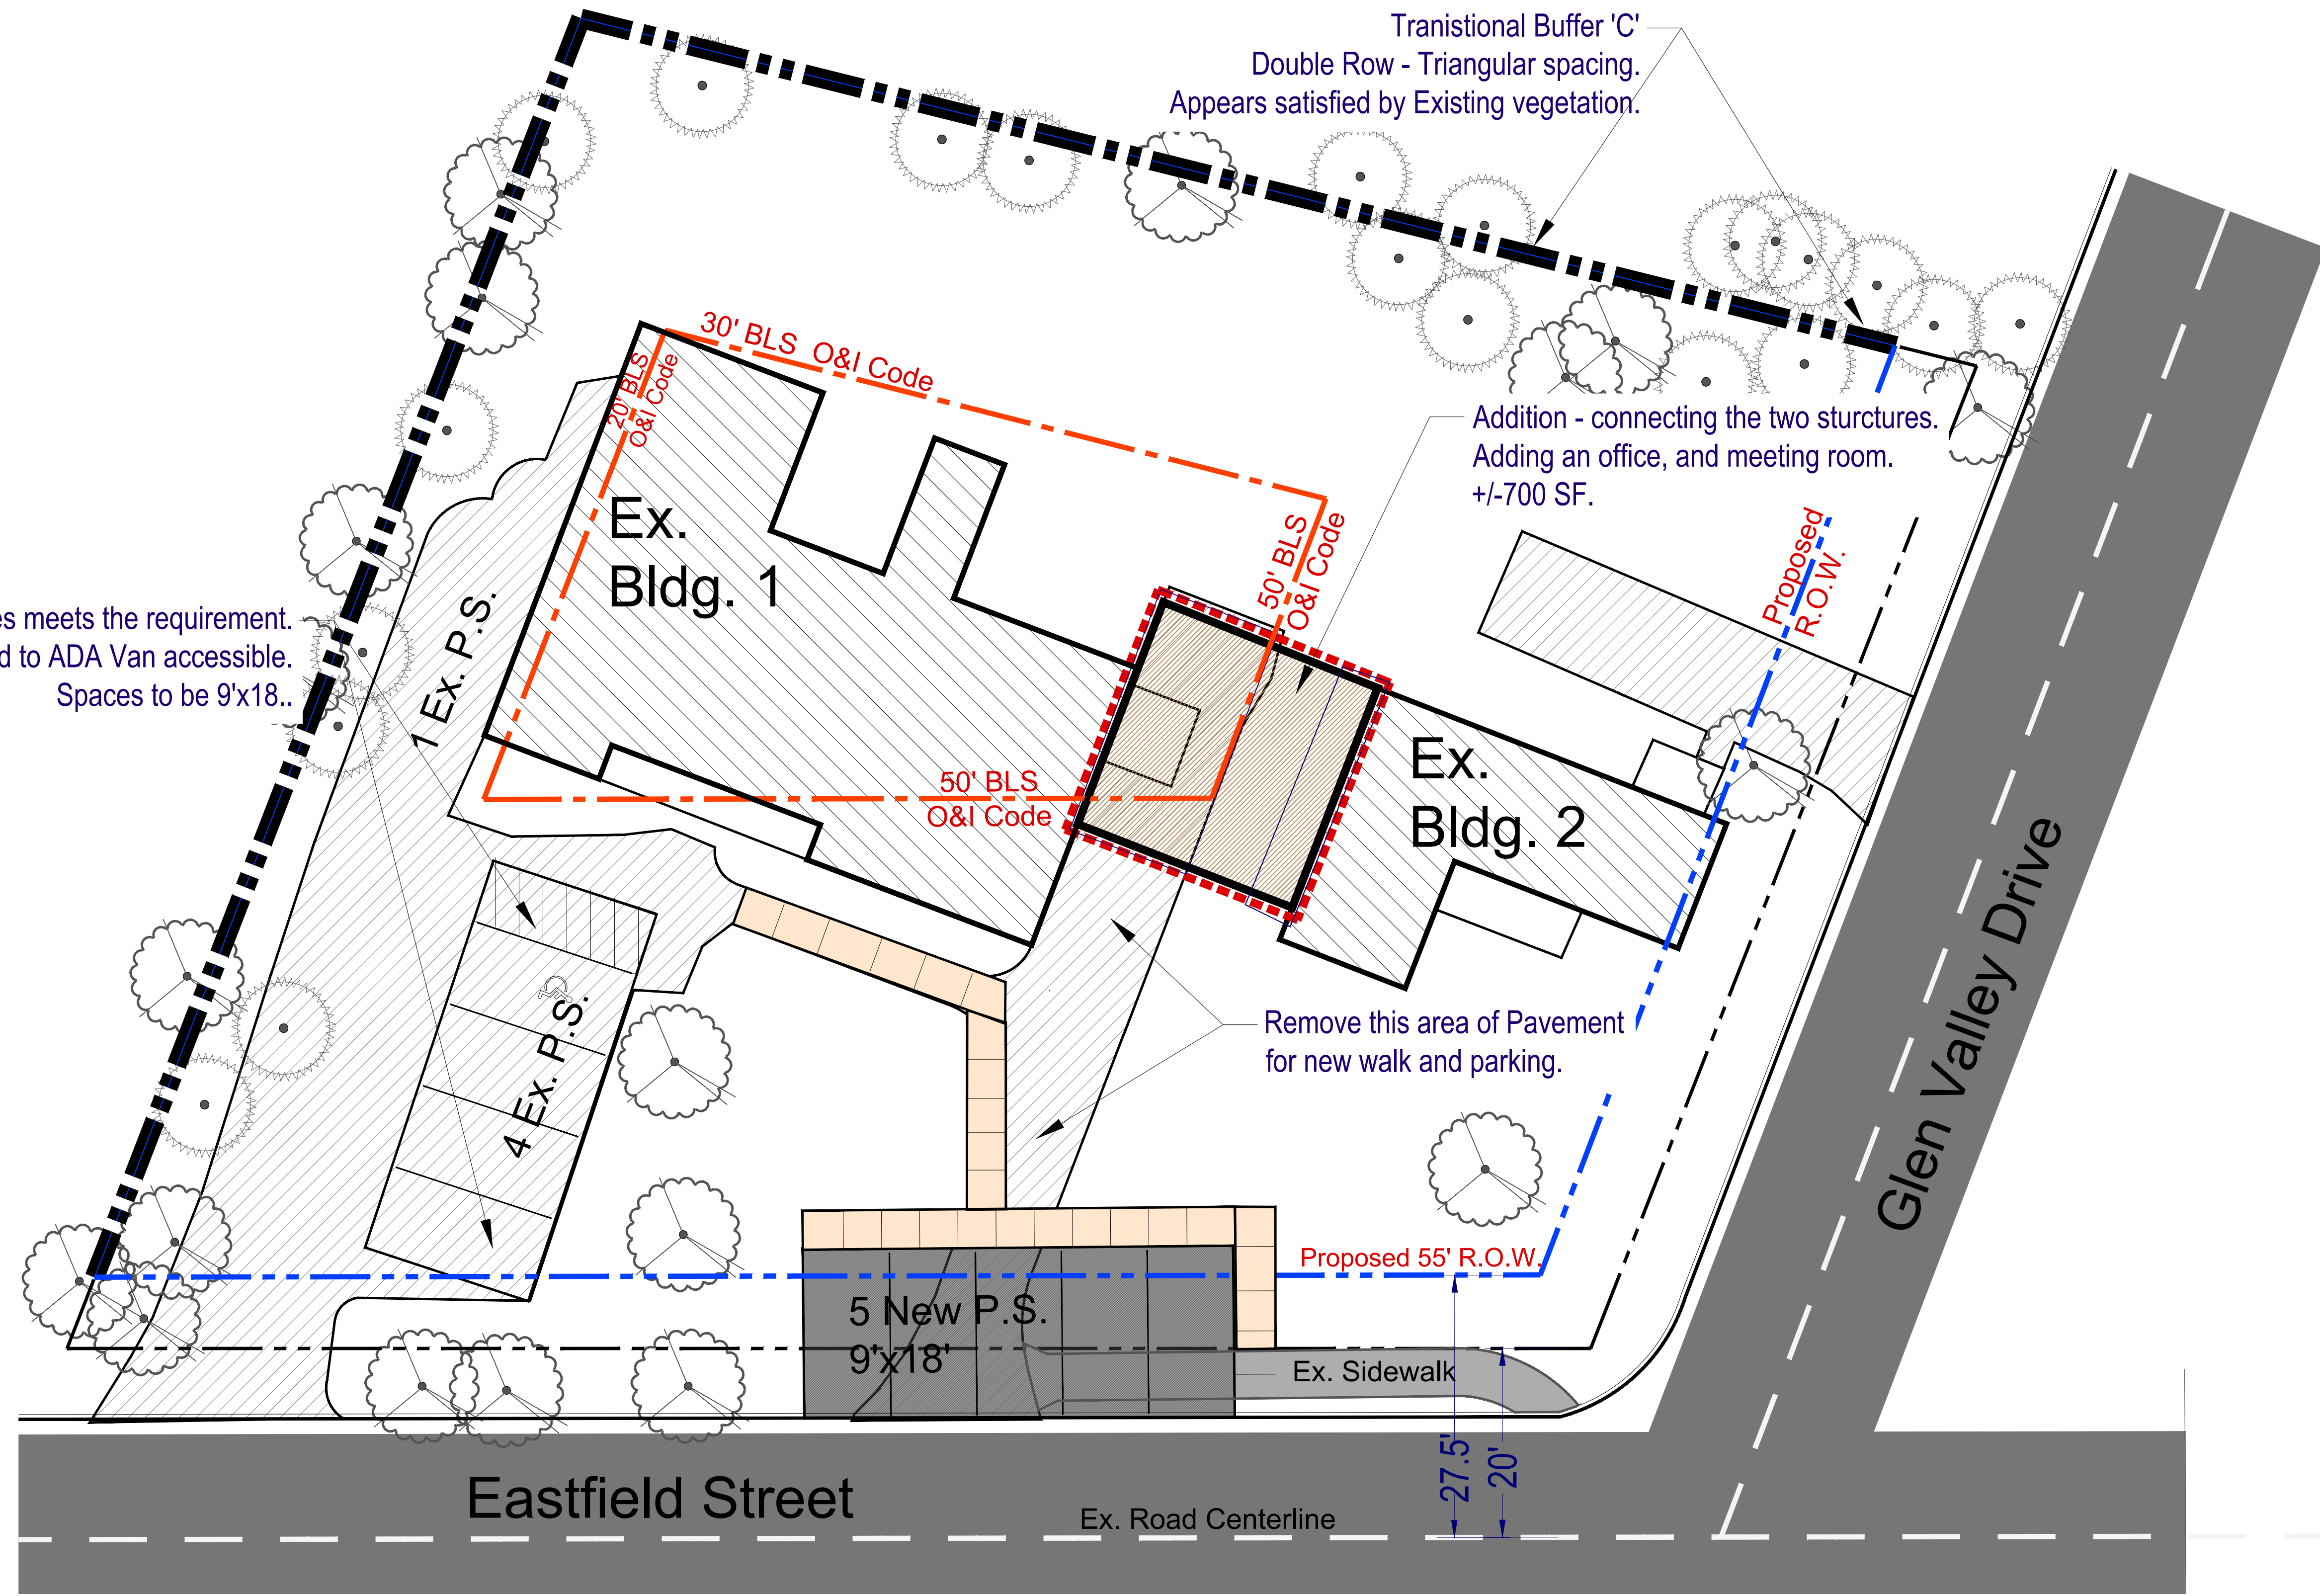 Tranistional Buffer 'C'
Double Row - Triangular spacing.
Appears satisfied by Existing vegetation.
30' BLS O&I Code
20' BLS
O&I Code
Addition - connecting the two sturctures.
Adding an office, and meeting room.
+/-700 SF.
Ex.
Bldg. 1
50' BLS
O&I Code
Proposed
R.O.W.
es meets the requirement.
d to ADA Van accessible.
Spaces to be 9'x18..
1 Ex. P.S.
50' BLS
O&I Code
Ex.
Bldg. 2
Glen Valley Drive
4 Ex. P.S.
Remove this area of Pavement
for new walk and parking.
Proposed 55' R.O.W.
5 New P.S.
9'x18'
Ex. Sidewalk
27.5'
20'
Eastfield Street
Ex. Road Centerline